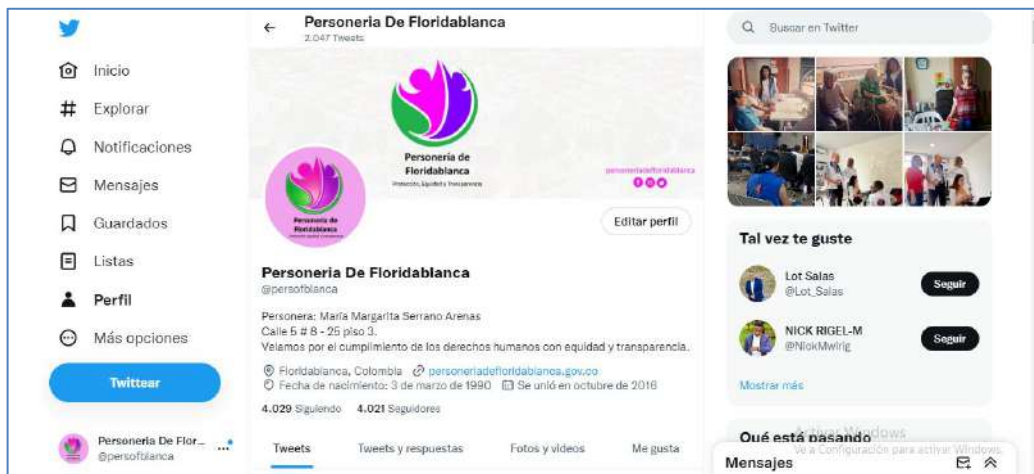 Inicio
Explorar
Notificaciones
Mensajes
Guardados
Listas
Perfil
Más opciones
Twittear
Personeria De Flor...
@persofblanca
Personeria De Floridablanca
2.047 Tweets
Personería de
Floridablanca
Protección, Equidad y Transparencia
personeriadefloridablanca
Personería de
Floridablanca
Editar perfil
Personeria De Floridablanca
@persofblanca
Personera: María Margarita Serrano Arenas
Calle 5 # 8 - 25 piso 3.
Velamos por el cumplimiento de los derechos humanos con equidad y transparencia.
Floridablanca, Colombia personeriadefloridablanca.gov.co
Fecha de nacimiento: 3 de marzo de 1990 Se unió en octubre de 2016
4.029 Siguiendo 4.021 Seguidores
Tweets Tweets y respuestas Fotos y vídeos Me gusta
Buscar en Twitter
Tal vez te guste
Lot Salas
@Lot_Salas
Seguir
NICK RIGEL-M
@NickMwirig
Seguir
Mostrar más
Qué está pasando
Activar Windows
Ve a Configuración para activar Windows.
Mensajes